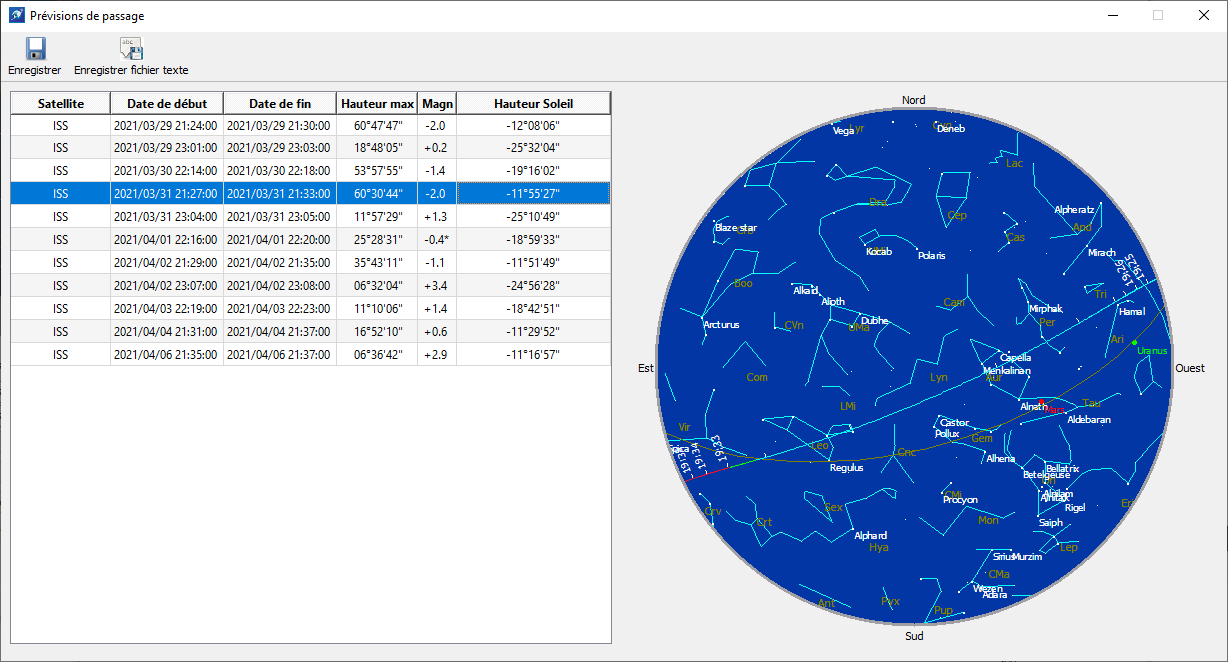 Prévisions de passage
Enregistrer Enregistrer fichier texte
Satellite Date de début Date de fin Hauteur max Magn Hauteur Soleil
ISS 2021/03/29 21:24:00 2021/03/29 21:30:00 60°47'47" -2.0 -12°08'06"
ISS 2021/03/29 23:01:00 2021/03/29 23:03:00 18°48'05" +0.2 -25°32'04"
ISS 2021/03/30 22:14:00 2021/03/30 22:18:00 53°57'55" -1.4 -19°16'02"
ISS 2021/03/31 21:27:00 2021/03/31 21:33:00 60°30'44" -2.0 -11°55'27"
ISS 2021/03/31 23:04:00 2021/03/31 23:05:00 11°57'29" +1.3 -25°10'49"
ISS 2021/04/01 22:16:00 2021/04/01 22:20:00 25°28'31" -0.4* -18°59'33"
ISS 2021/04/02 21:29:00 2021/04/02 21:35:00 35°43'11" -1.1 -11°51'49"
ISS 2021/04/02 23:07:00 2021/04/02 23:08:00 06°32'04" +3.4 -24°56'28"
ISS 2021/04/03 22:19:00 2021/04/03 22:23:00 11°10'06" +1.4 -18°42'51"
ISS 2021/04/04 21:31:00 2021/04/04 21:37:00 16°52'10" +0.6 -11°29'52"
ISS 2021/04/06 21:35:00 2021/04/06 21:37:00 06°36'42" +2.9 -11°16'57"
Nord
Vega Lyr Deneb
Lac
Dra
Cep Alpheratz
Blaze star And
Cas
Kocab Polaris Mirach
19:25
19:26
Boo
Alkaid Cam Tri
Alioth Mirphak Hamal
Arcturus CVn Dubhe Per
UMa
Ari
Uranus
Capella
Est Menkalinan Ouest
Com Lyn Aur
LMi Alnath Mars Tau
Aldebaran
Vir Castor
Pollux Gem
19:33
19:34
Leo Cnc
Regulus Alhena
Bellatrix
Betelgeuse
Ori
CMi Alnilam
Procyon Alnitak
Crv Sex Rigel
Crt Mon Saiph
Alphard
Hya Lep
Sirius Murzim
CMa
Wezen
Adara
Ant Pyx
Pup
Sud